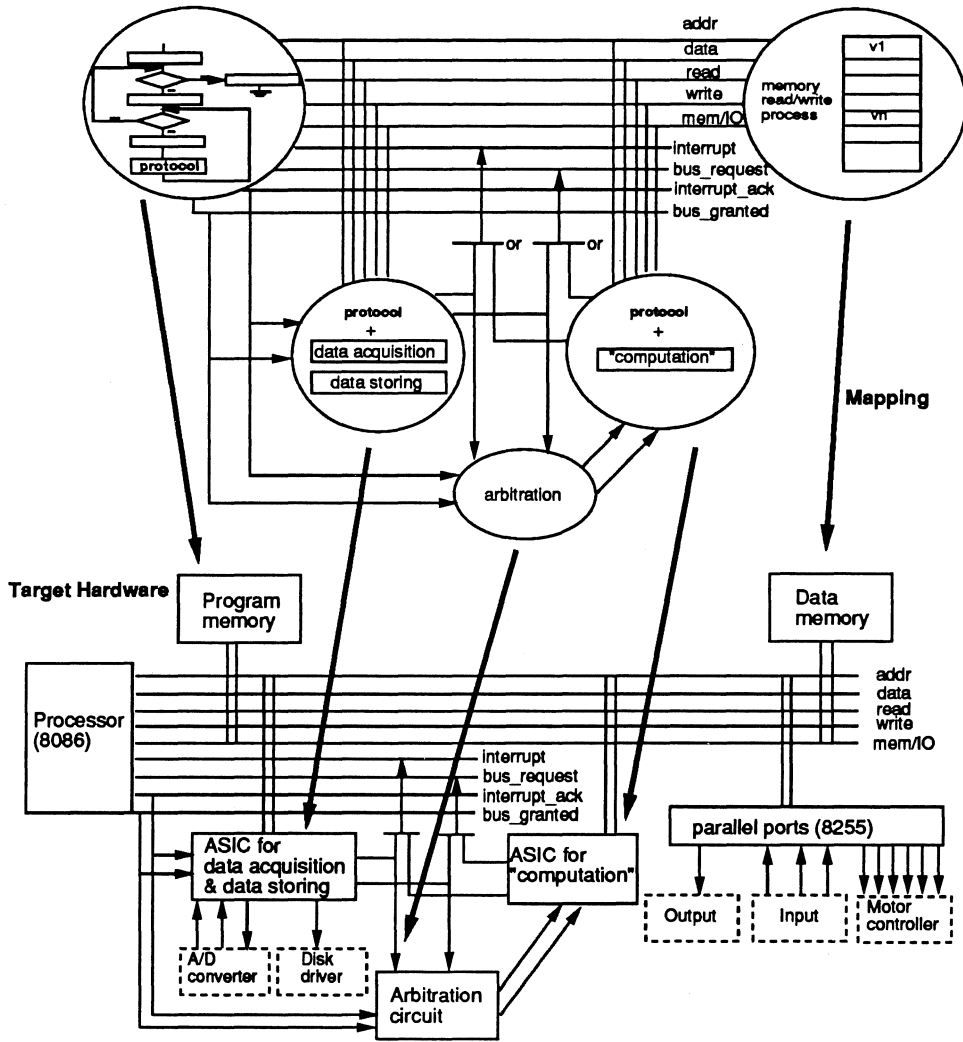 addr
data
read
write
mem/IO
interrupt
bus_request
interrupt_ack
bus_granted
protocol
memory
read/write
process
v1
vn
or
or
protocol
+
data acquisition
data storing
protocol
+
"computation"
arbitration
Mapping
Target Hardware
Program
memory
Data
memory
Processor
(8086)
addr
data
read
write
mem/IO
interrupt
bus_request
interrupt_ack
bus_granted
ASIC for
data acquisition
& data storing
ASIC for
"computation"
parallel ports (8255)
A/D
converter
Disk
driver
Output
Input
Motor
controller
Arbitration
circuit